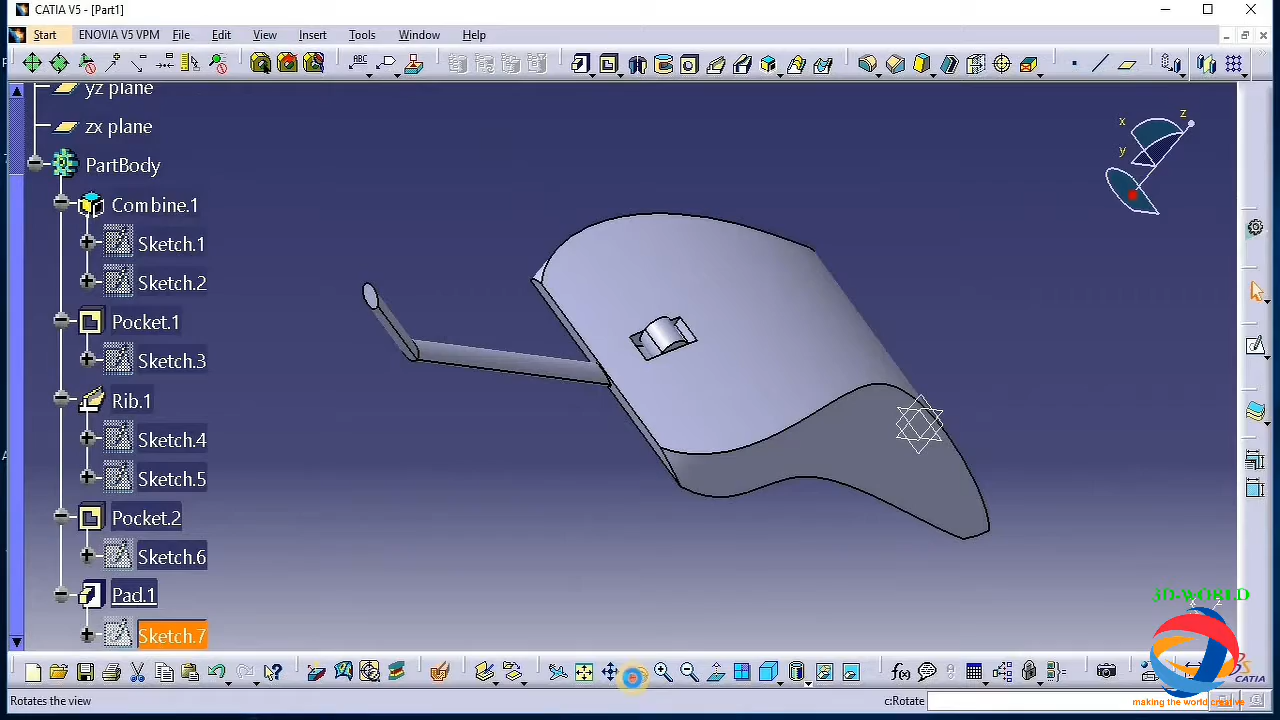 CATIA V5 - [Part1]
Start ENOVIA V5 VPM File Edit View Insert Tools Window Help
ABC
yz plane
zx plane
PartBody
Combine.1
Sketch.1
Sketch.2
Pocket.1
Sketch.3
Rib.1
Sketch.4
Sketch.5
Pocket.2
Sketch.6
Pad.1
Sketch.7
x
y
z
3D-WORLD
CATIA
making the world creative
f(x)
Rotates the view
c:Rotate